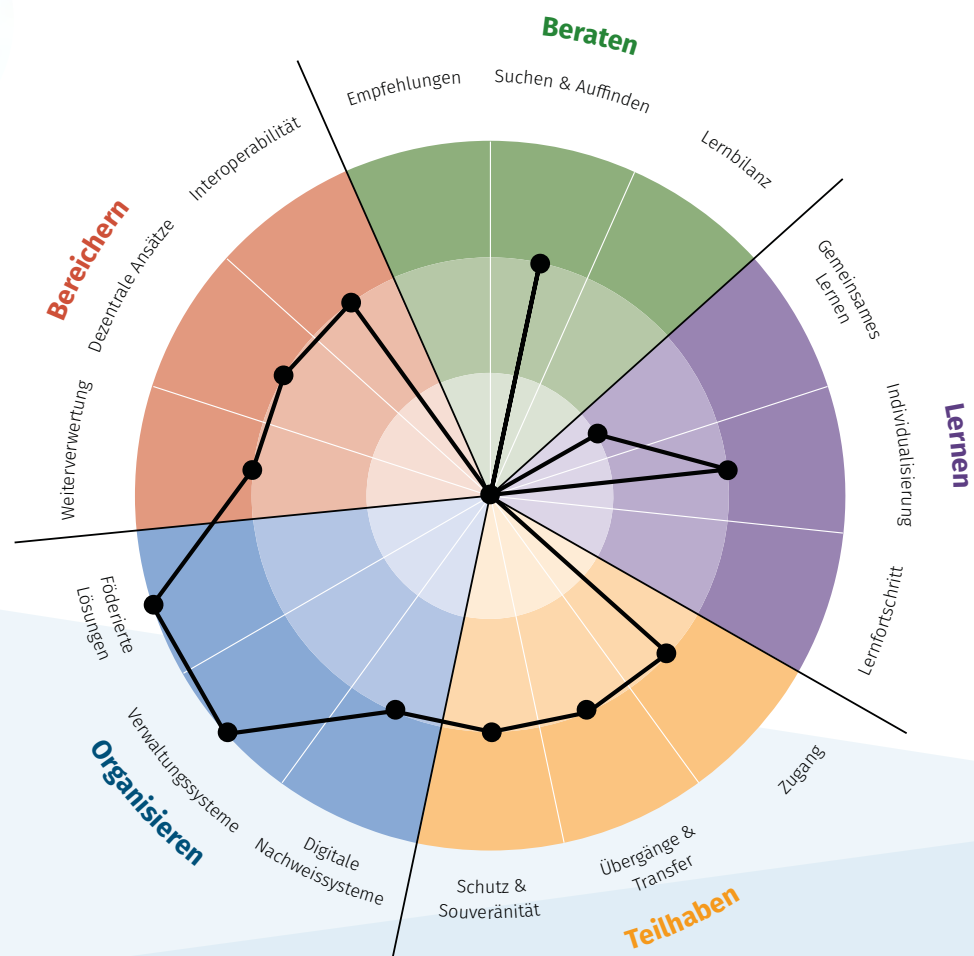 Beraten
Empfehlungen
Suchen & Auffinden
Lernbilanz
Lernen
Gemeinsames
Lernen
Individualisierung
Lernfortschritt
Teilhaben
Zugang
Übergänge &
Transfer
Schutz &
Souveränität
Organisieren
Digitale
Nachweissysteme
Verwaltungssysteme
Föderierte
Lösungen
Bereichern
Weiterverwertung
Dezentrale Ansätze
Interoperabilität